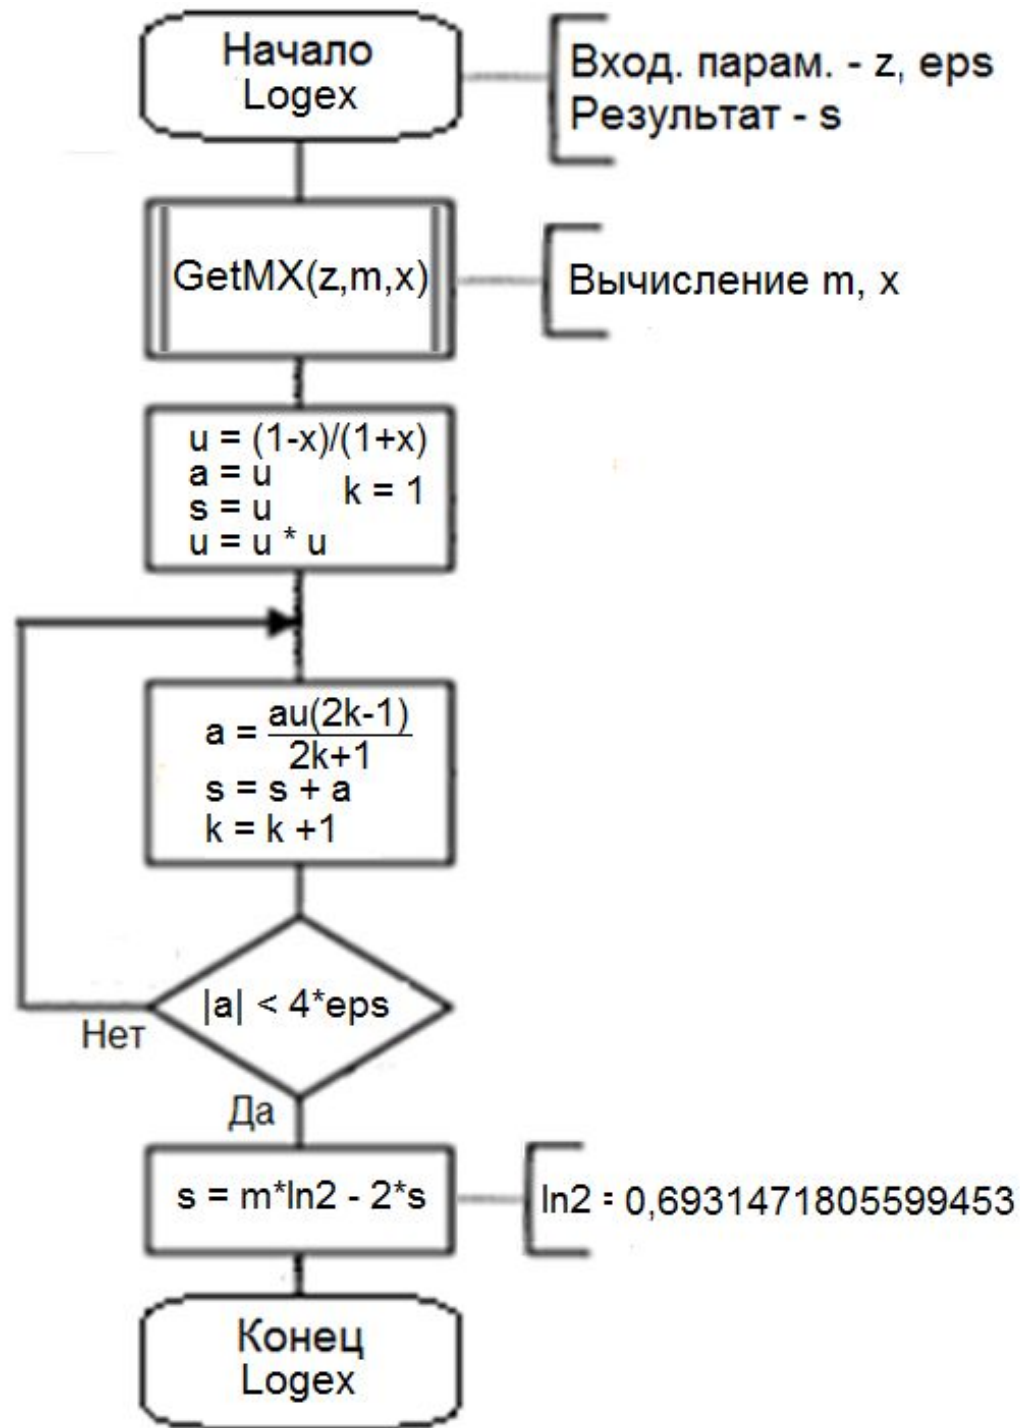 Начало
Logex
Вход. парам. - z, eps
Результат - s
GetMX(z,m,x)
Вычисление m, x
u = (1-x)/(1+x)
a = u
k = 1
s = u
u = u * u
a = au(2k-1)
2k+1
s = s + a
k = k +1
|a| < 4*eps
Нет
Да
s = m*ln2 - 2*s
ln2 = 0,6931471805599453
Конец
Logex